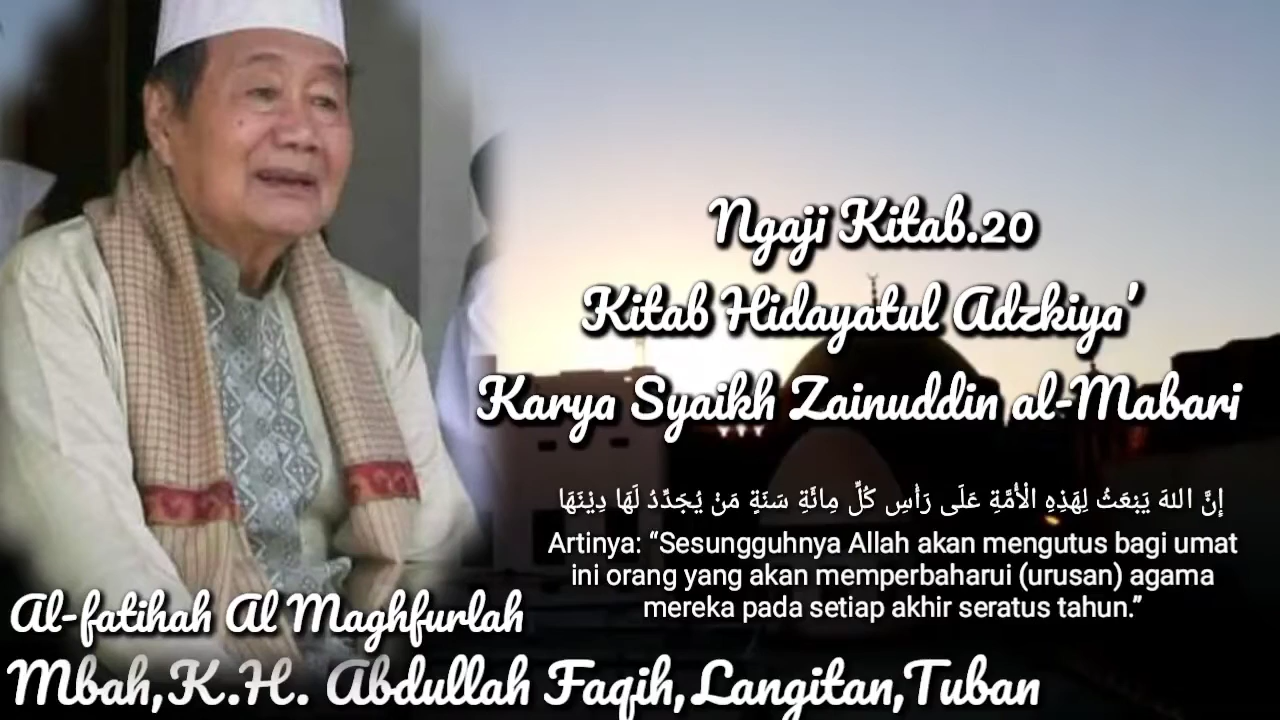 Ngaji Kitab.20
Kitab Hidayatul Adzkiya'
Karya Syaikh Zainuddin al-Mabari
إِنَّ اللهَ يَبْعَثُ لِهَذِهِ الْأُمَّةِ عَلَى رَأْسِ كُلِّ مِائَةِ سَنَةٍ مَنْ يُجَدِّدُ لَهَا دِيْنَهَا
Artinya: “Sesungguhnya Allah akan mengutus bagi umat
ini orang yang akan memperbaharui (urusan) agama
mereka pada setiap akhir seratus tahun.”
Al-fatihah Al Maghfurlah
Mbah,K.H. Abdullah Faqih,Langitan,Tuban